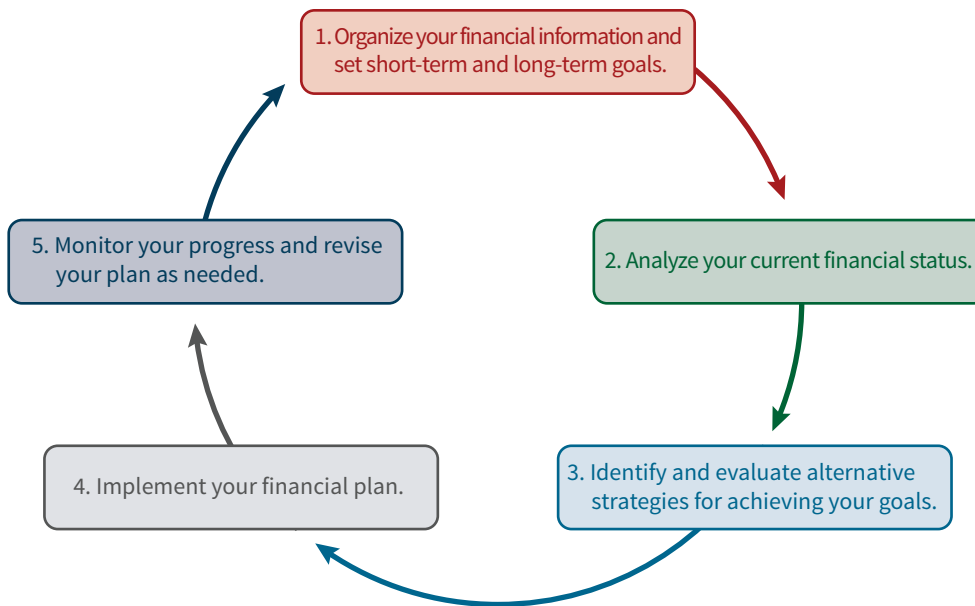 1. Organize your financial information and
set short-term and long-term goals.
2. Analyze your current financial status.
3. Identify and evaluate alternative
strategies for achieving your goals.
4. Implement your financial plan.
5. Monitor your progress and revise
your plan as needed.